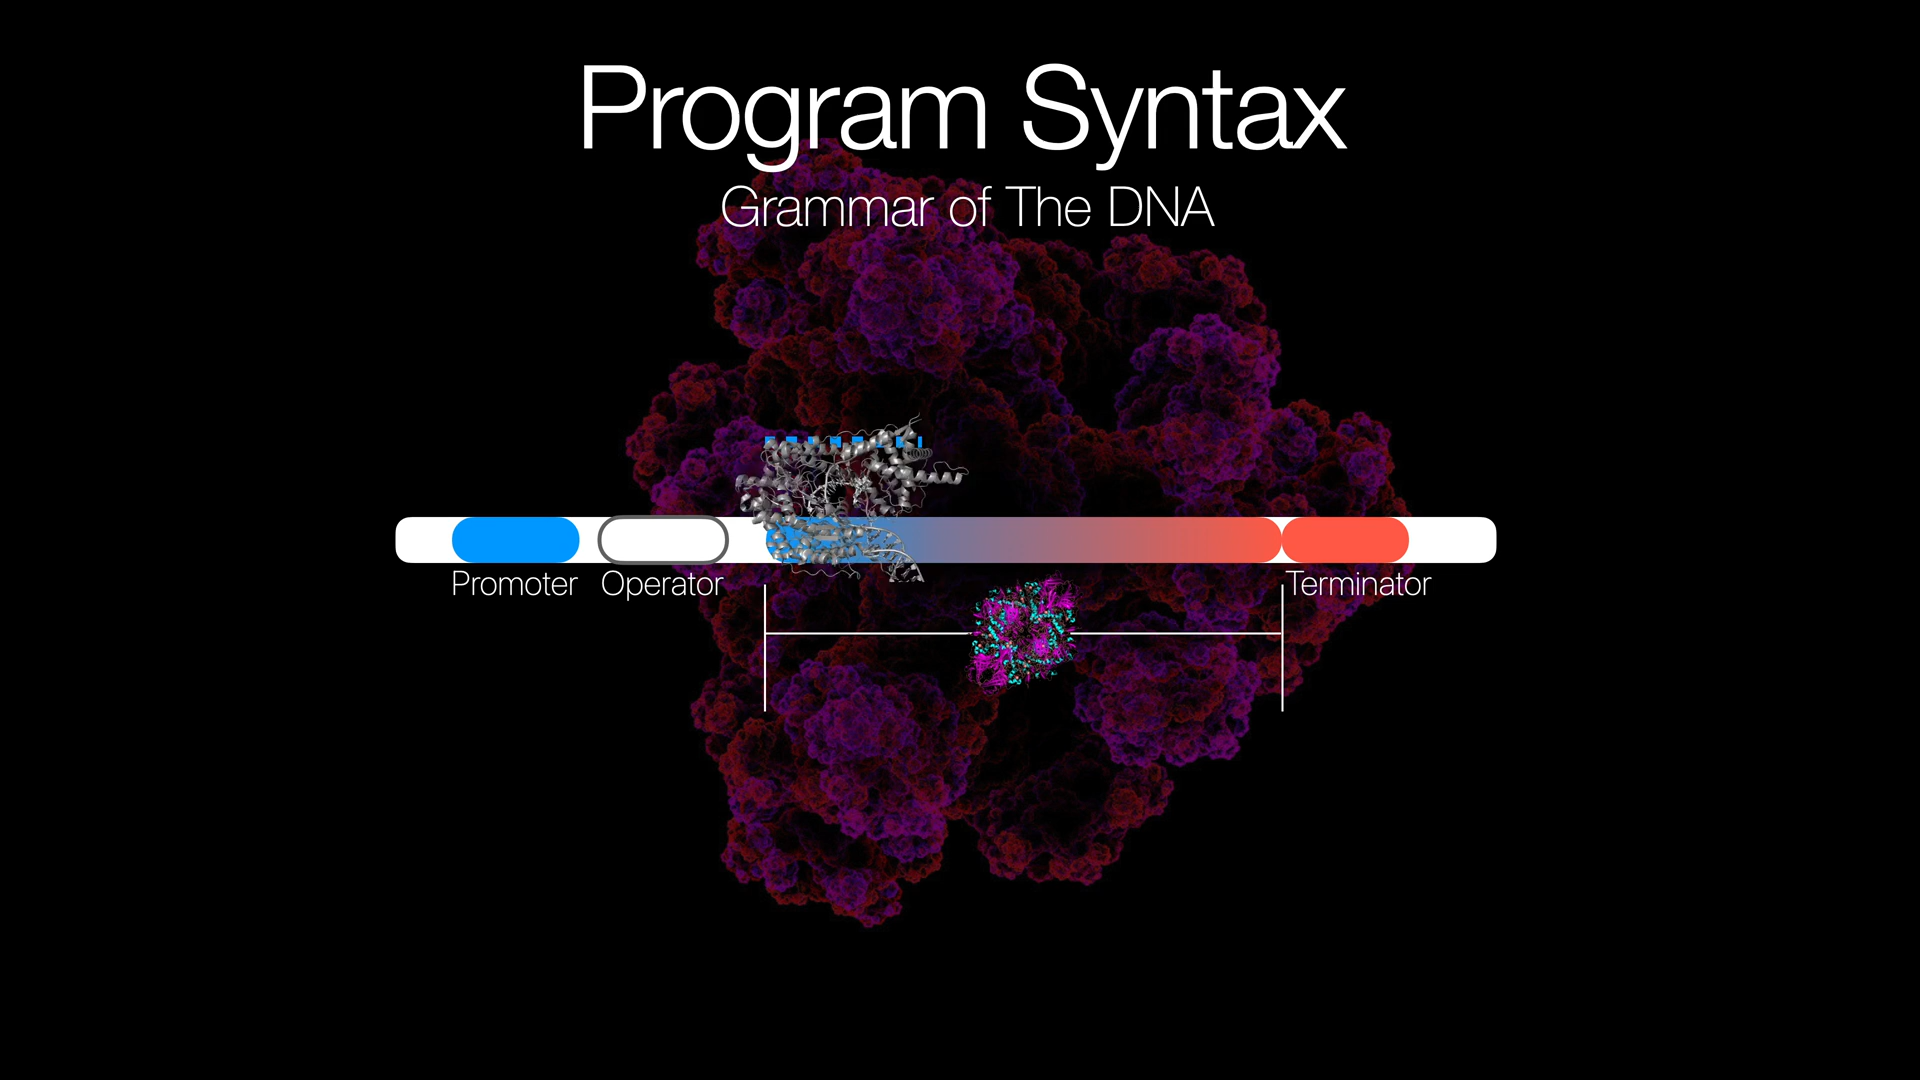 Program Syntax
Grammar of The DNA
Promoter
Operator
Terminator